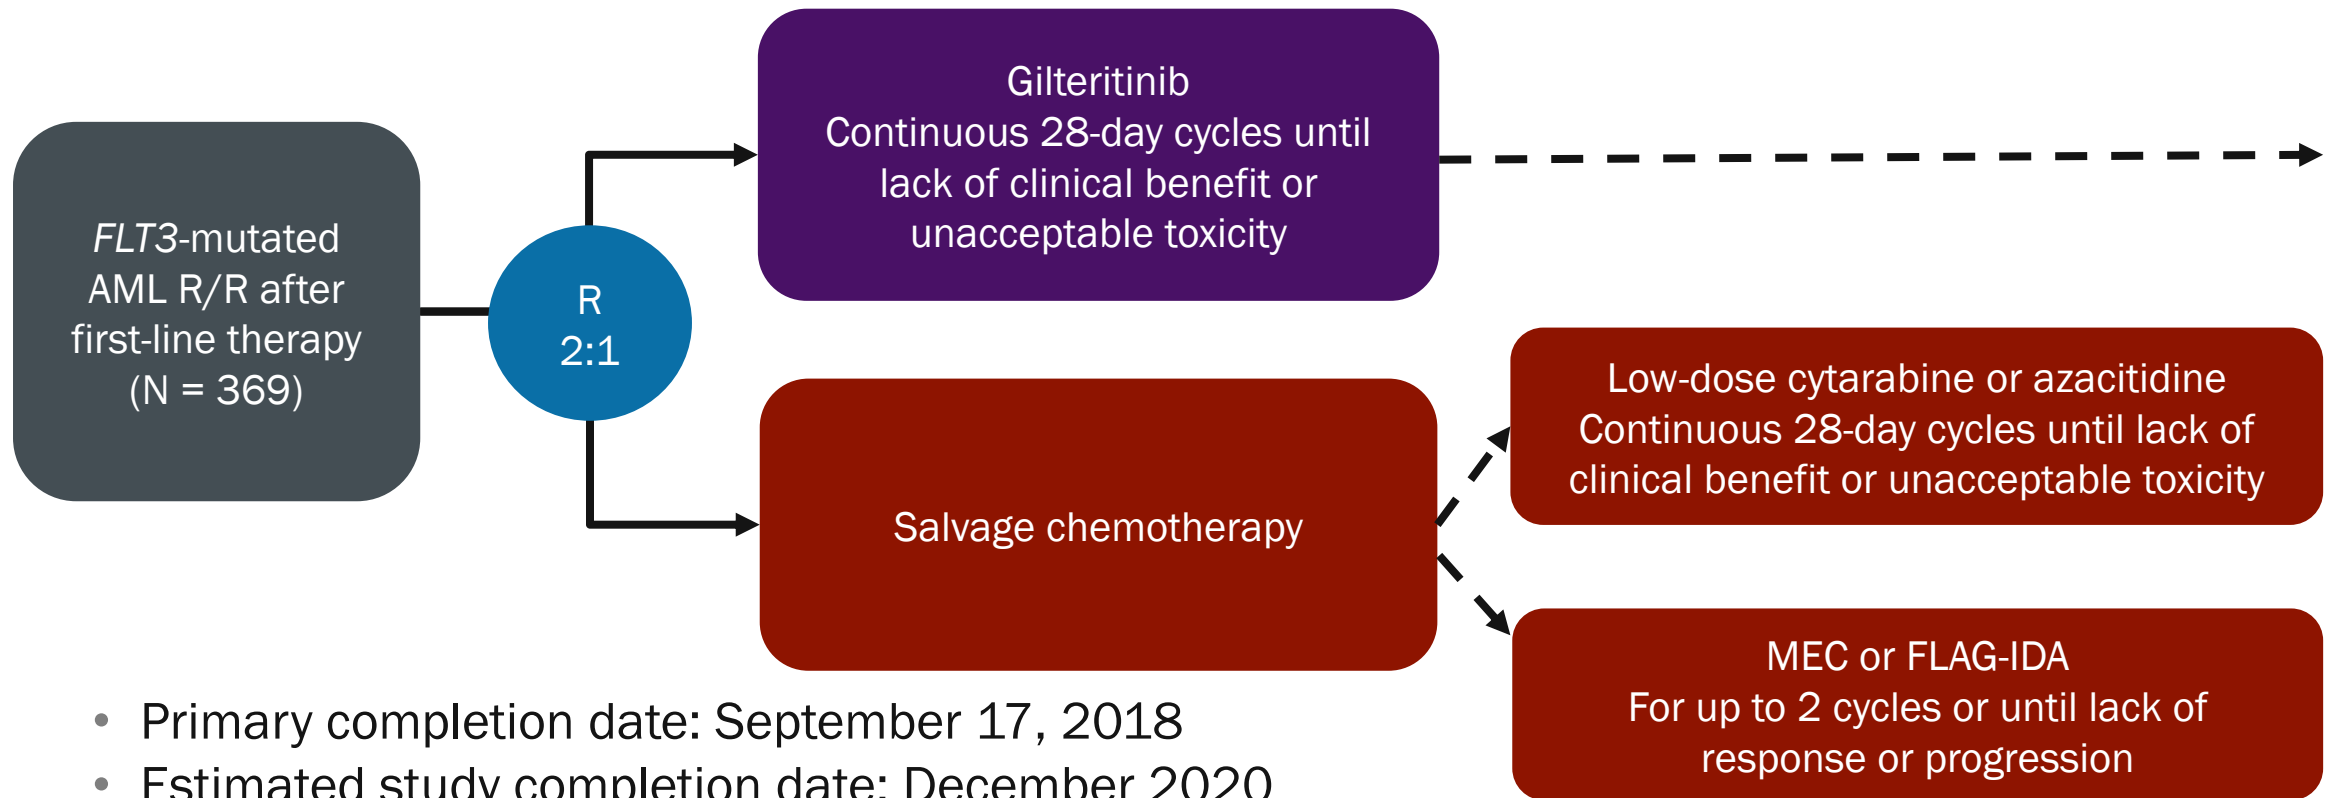 FLT3-mutated
AML R/R after
first-line therapy
(N = 369)
R
2:1
Gilteritinib
Continuous 28-day cycles until
lack of clinical benefit or
unacceptable toxicity
Salvage chemotherapy
Low-dose cytarabine or azacitidine
Continuous 28-day cycles until lack of
clinical benefit or unacceptable toxicity
MEC or FLAG-IDA
For up to 2 cycles or until lack of
response or progression
• Primary completion date: September 17, 2018
• Estimated study completion date: December 2020